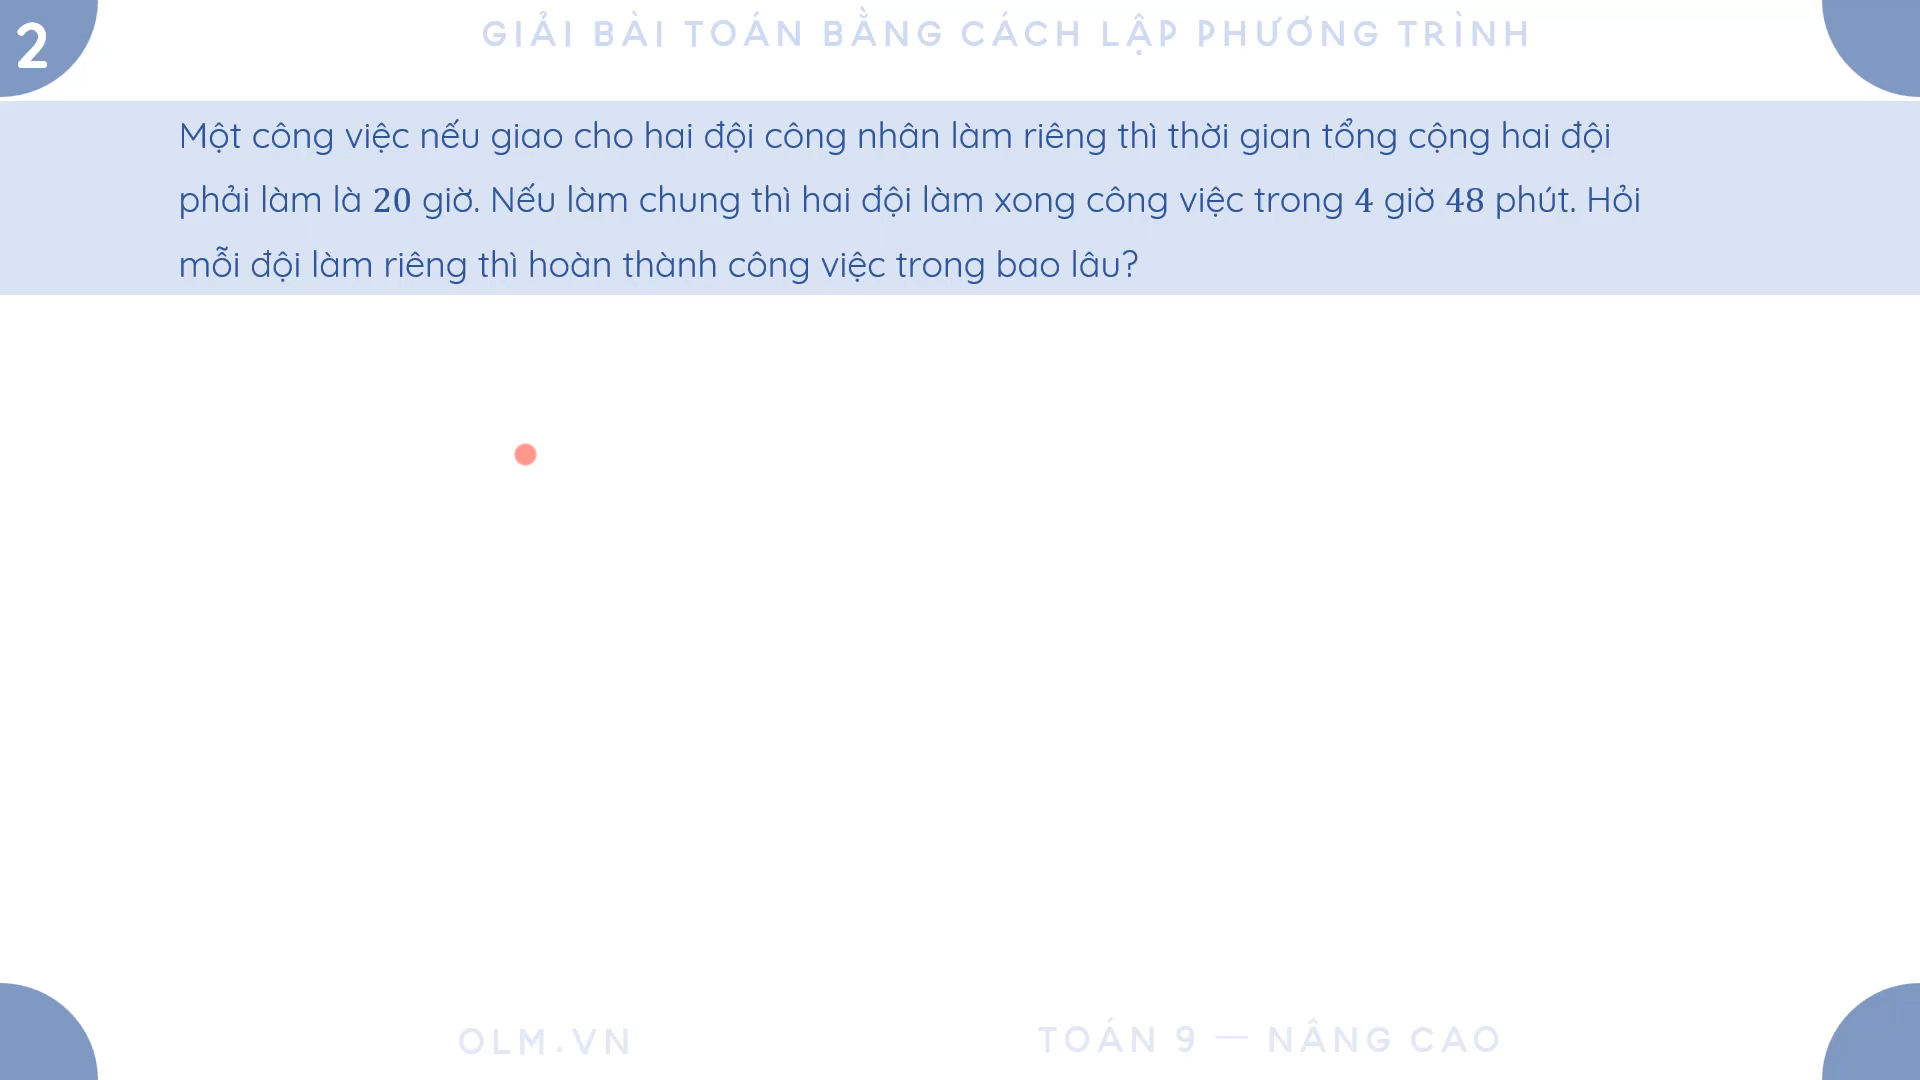 2
GIẢI BÀI TOÁN BẰNG CÁCH LẬP PHƯƠNG TRÌNH
Một công việc nếu giao cho hai đội công nhân làm riêng thì thời gian tổng cộng hai đội
phải làm là 20 giờ. Nếu làm chung thì hai đội làm xong công việc trong 4 giờ 48 phút. Hỏi
mỗi đội làm riêng thì hoàn thành công việc trong bao lâu?
OLM.VN
TOÁN 9 — NÂNG CAO